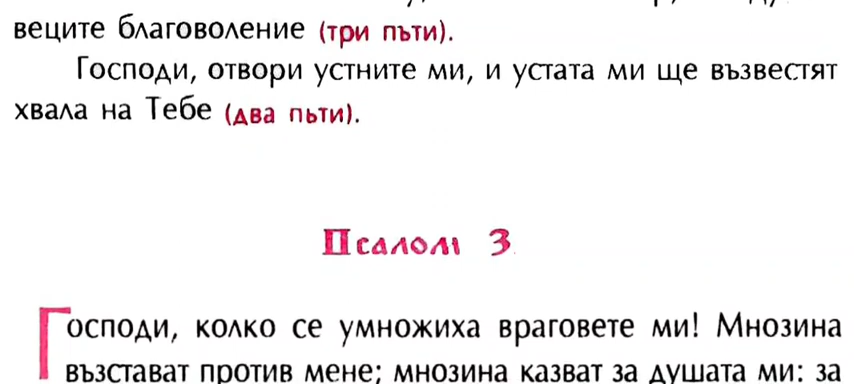 веците благоволение (три пъти).
Господи, отвори устните ми, и устата ми ще възвестят
хвала на Тебе (два пъти).
Псалом 3
Господи, колко се умножиха враговете ми! Мнозина
възстават против мене; мнозина казват за душата ми: за